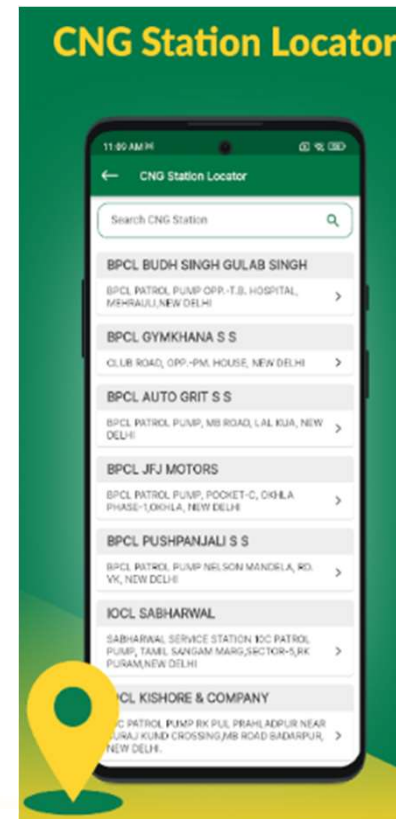 CNG Station Locator
11:09 AM
CNG Station Locator
Search CNG Station
BPCL BUDH SINGH GULAB SINGH
BPCL PATROL PUMP OPP.-T.B. HOSPITAL,
MEHRAULI,NEW DELHI
BPCL GYMKHANA S S
CLUB ROAD, OPP.-PM. HOUSE, NEW DELHI
BPCL AUTO GRIT S S
BPCL PATROL PUMP, MB ROAD, LAL KUA, NEW
DELHI
BPCL JFJ MOTORS
BPCL PATROL PUMP, POCKET-C, OKHLA
PHASE-1,OKHLA, NEW DELHI
BPCL PUSHPANJALI S S
BPCL PATROL PUMP NELSON MANDELA, RD.
VK, NEW DELHI
IOCL SABHARWAL
SABHARWAL SERVICE STATION IOC PATROL
PUMP, TAMIL SANGAM MARG,SECTOR-5,RK
PURAM,NEW DELHI
KISHORE & COMPANY
PATROL PUMP RK PUL PRAHLADPUR NEAR
KUND CROSSING,MB ROAD BADARPUR,
NEW DELHI.